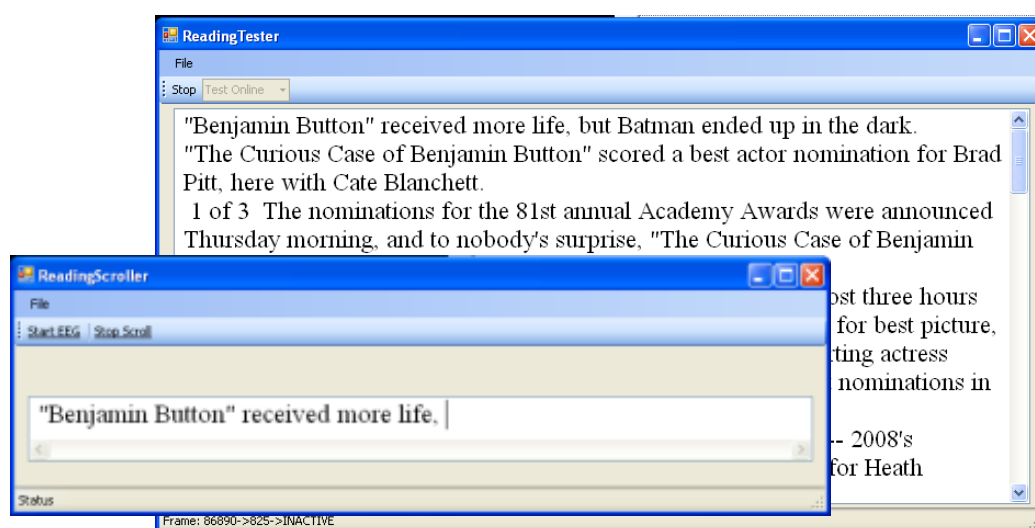 ReadingTester
File
Stop Test Online
"Benjamin Button" received more life, but Batman ended up in the dark.
"The Curious Case of Benjamin Button" scored a best actor nomination for Brad
Pitt, here with Cate Blanchett.
1 of 3 The nominations for the 81st annual Academy Awards were announced
Thursday morning, and to nobody's surprise, "The Curious Case of Benjamin
ost three hours
for best picture,
rting actress
nominations in
-- 2008's
for Heath
Frame: 86890->825->INACTIVE
ReadingScroller
File
Start EEG Stop Scroll
"Benjamin Button" received more life,
Status